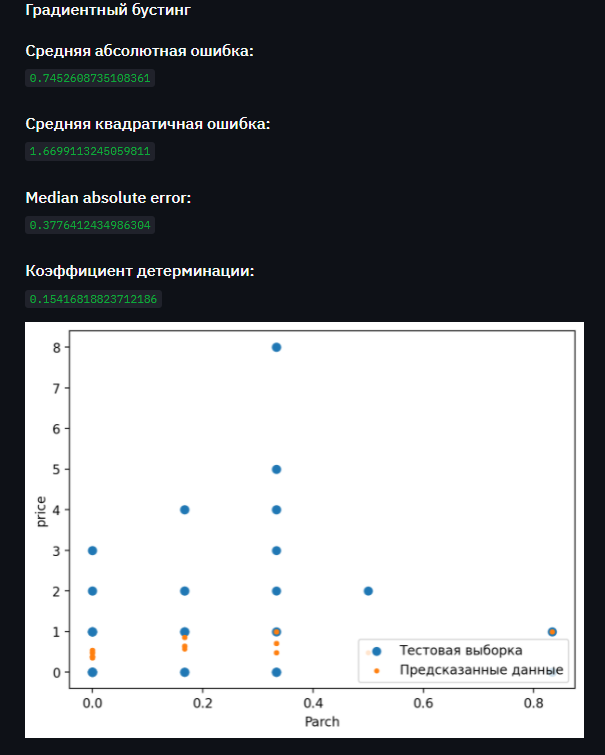 Градиентный бустинг
Средняя абсолютная ошибка:
0.7452608735108361
Средняя квадратичная ошибка:
1.6699113245059811
Median absolute error:
0.3776412434986304
Коэффициент детерминации:
0.15416818823712186
8
7
6
5
4
3
2
1
0
price
Тестовая выборка
Предсказанные данные
0.0 0.2 0.4 0.6 0.8
Parch